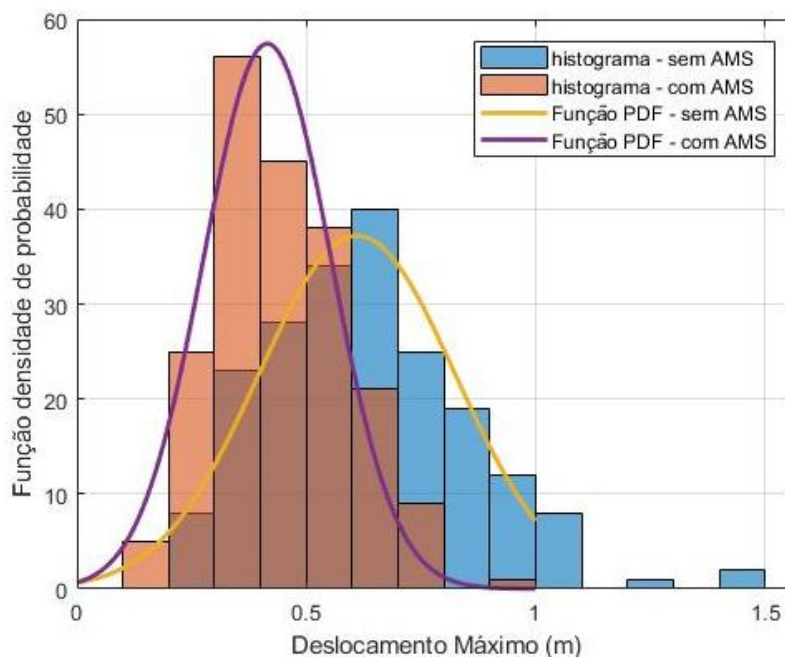 60
50
40
30
20
10
0
Função densidade de probabilidade
histograma - sem AMS
histograma - com AMS
Função PDF - sem AMS
Função PDF - com AMS
0 0.5 1 1.5
Deslocamento Máximo (m)